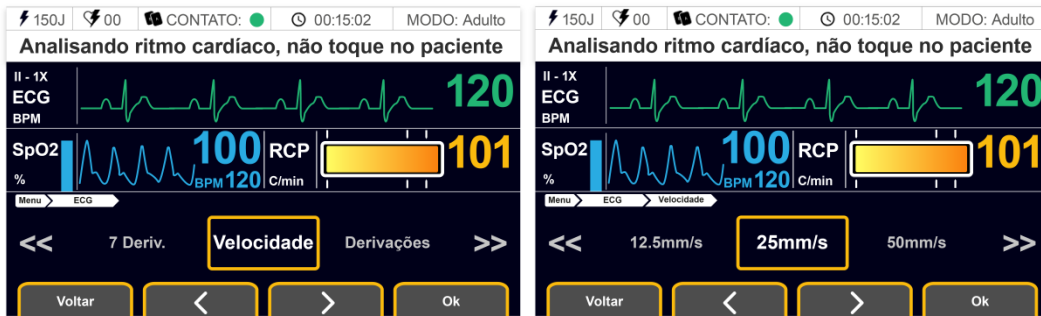 150J 00 CONTATO: 00:15:02 MODO: Adulto
Analisando ritmo cardíaco, não toque no paciente
II - 1X
ECG
BPM
120
SpO2
%
100
BPM 120
RCP
C/min
101
Menu ECG
<< 7 Deriv. Velocidade Derivações >>
Voltar < > Ok
150J 00 CONTATO: 00:15:02 MODO: Adulto
Analisando ritmo cardíaco, não toque no paciente
II - 1X
ECG
BPM
120
SpO2
%
100
BPM 120
RCP
C/min
101
Menu ECG Velocidade
<< 12.5mm/s 25mm/s 50mm/s >>
Voltar < > Ok